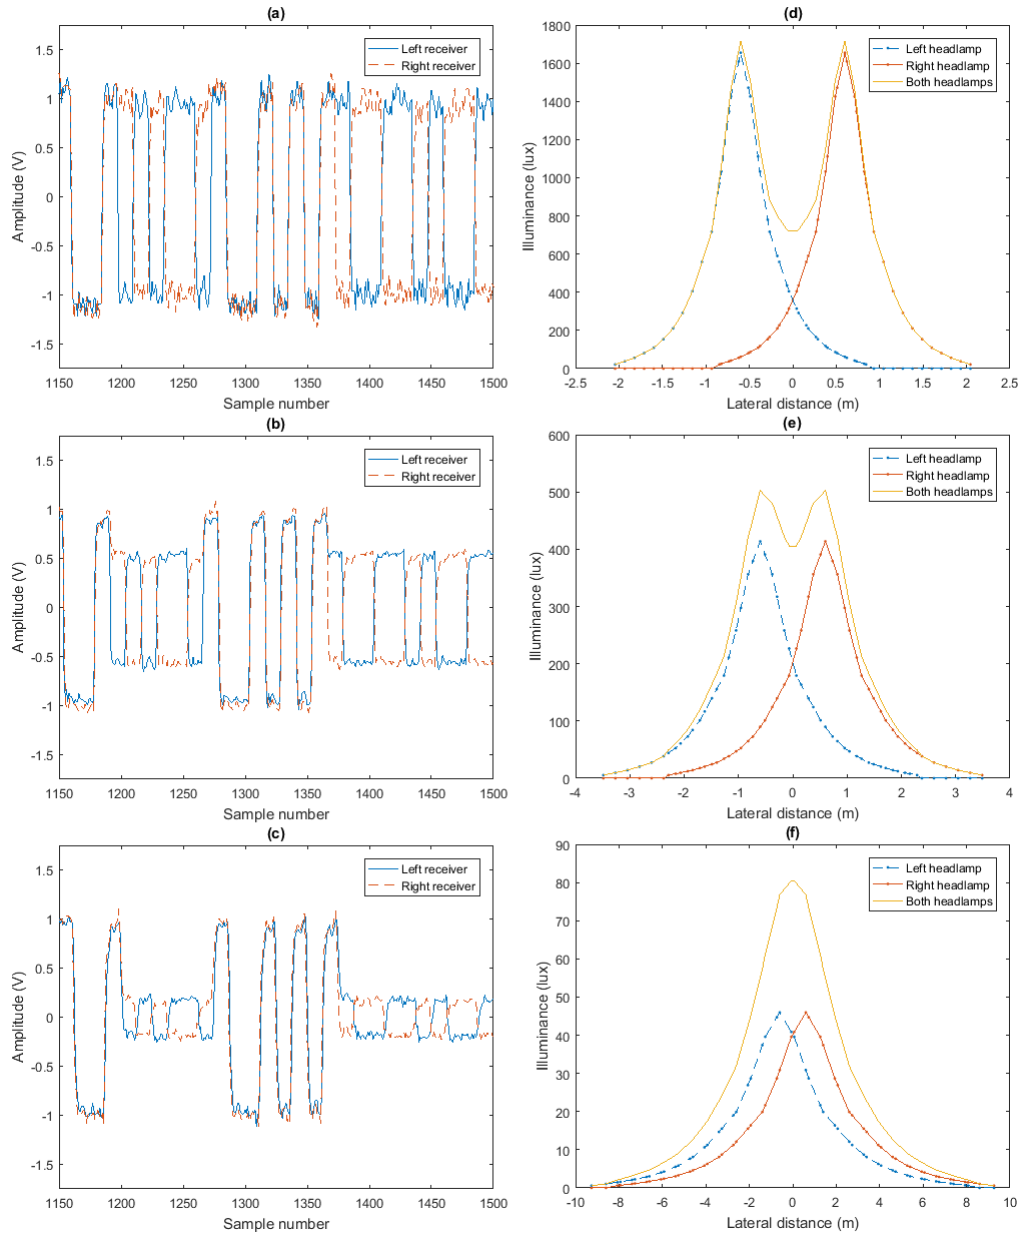 (a)
1.5
1
0.5
0
-0.5
-1
-1.5
Amplitude (V)
1150 1200 1250 1300 1350 1400 1450 1500
Sample number
Left receiver
Right receiver
(d)
1800
1600
1400
1200
1000
800
600
400
200
0
Illuminance (lux)
-2.5 -2 -1.5 -1 -0.5 0 0.5 1 1.5 2 2.5
Lateral distance (m)
Left headlamp
Right headlamp
Both headlamps
(b)
1.5
1
0.5
0
-0.5
-1
-1.5
Amplitude (V)
1150 1200 1250 1300 1350 1400 1450 1500
Sample number
Left receiver
Right receiver
(e)
600
500
400
300
200
100
0
Illuminance (lux)
-4 -3 -2 -1 0 1 2 3 4
Lateral distance (m)
Left headlamp
Right headlamp
Both headlamps
(c)
1.5
1
0.5
0
-0.5
-1
-1.5
Amplitude (V)
1150 1200 1250 1300 1350 1400 1450 1500
Sample number
Left receiver
Right receiver
(f)
90
80
70
60
50
40
30
20
10
0
Illuminance (lux)
-10 -8 -6 -4 -2 0 2 4 6 8 10
Lateral distance (m)
Left headlamp
Right headlamp
Both headlamps